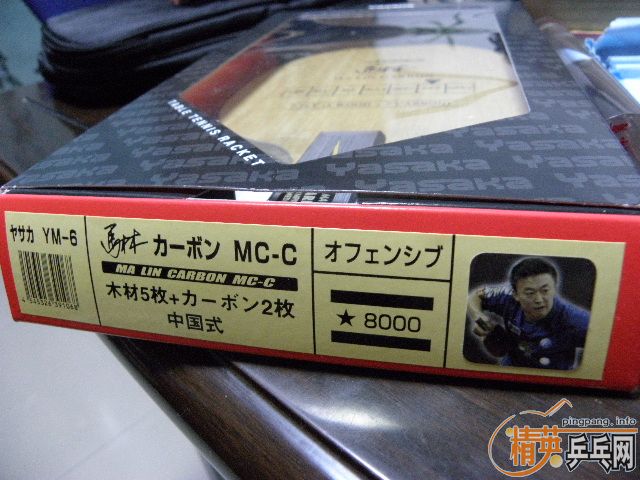 TABLE TENNIS RACKET
Yasaka Yasaka Yasaka
ヤサカ YM-6
馬林 カーボン MC-C
MA LIN CARBON MC-C
木材5枚+カーボン2枚
中国式
オフェンシブ
★ 8000
pingpang.info
精英乒乓网